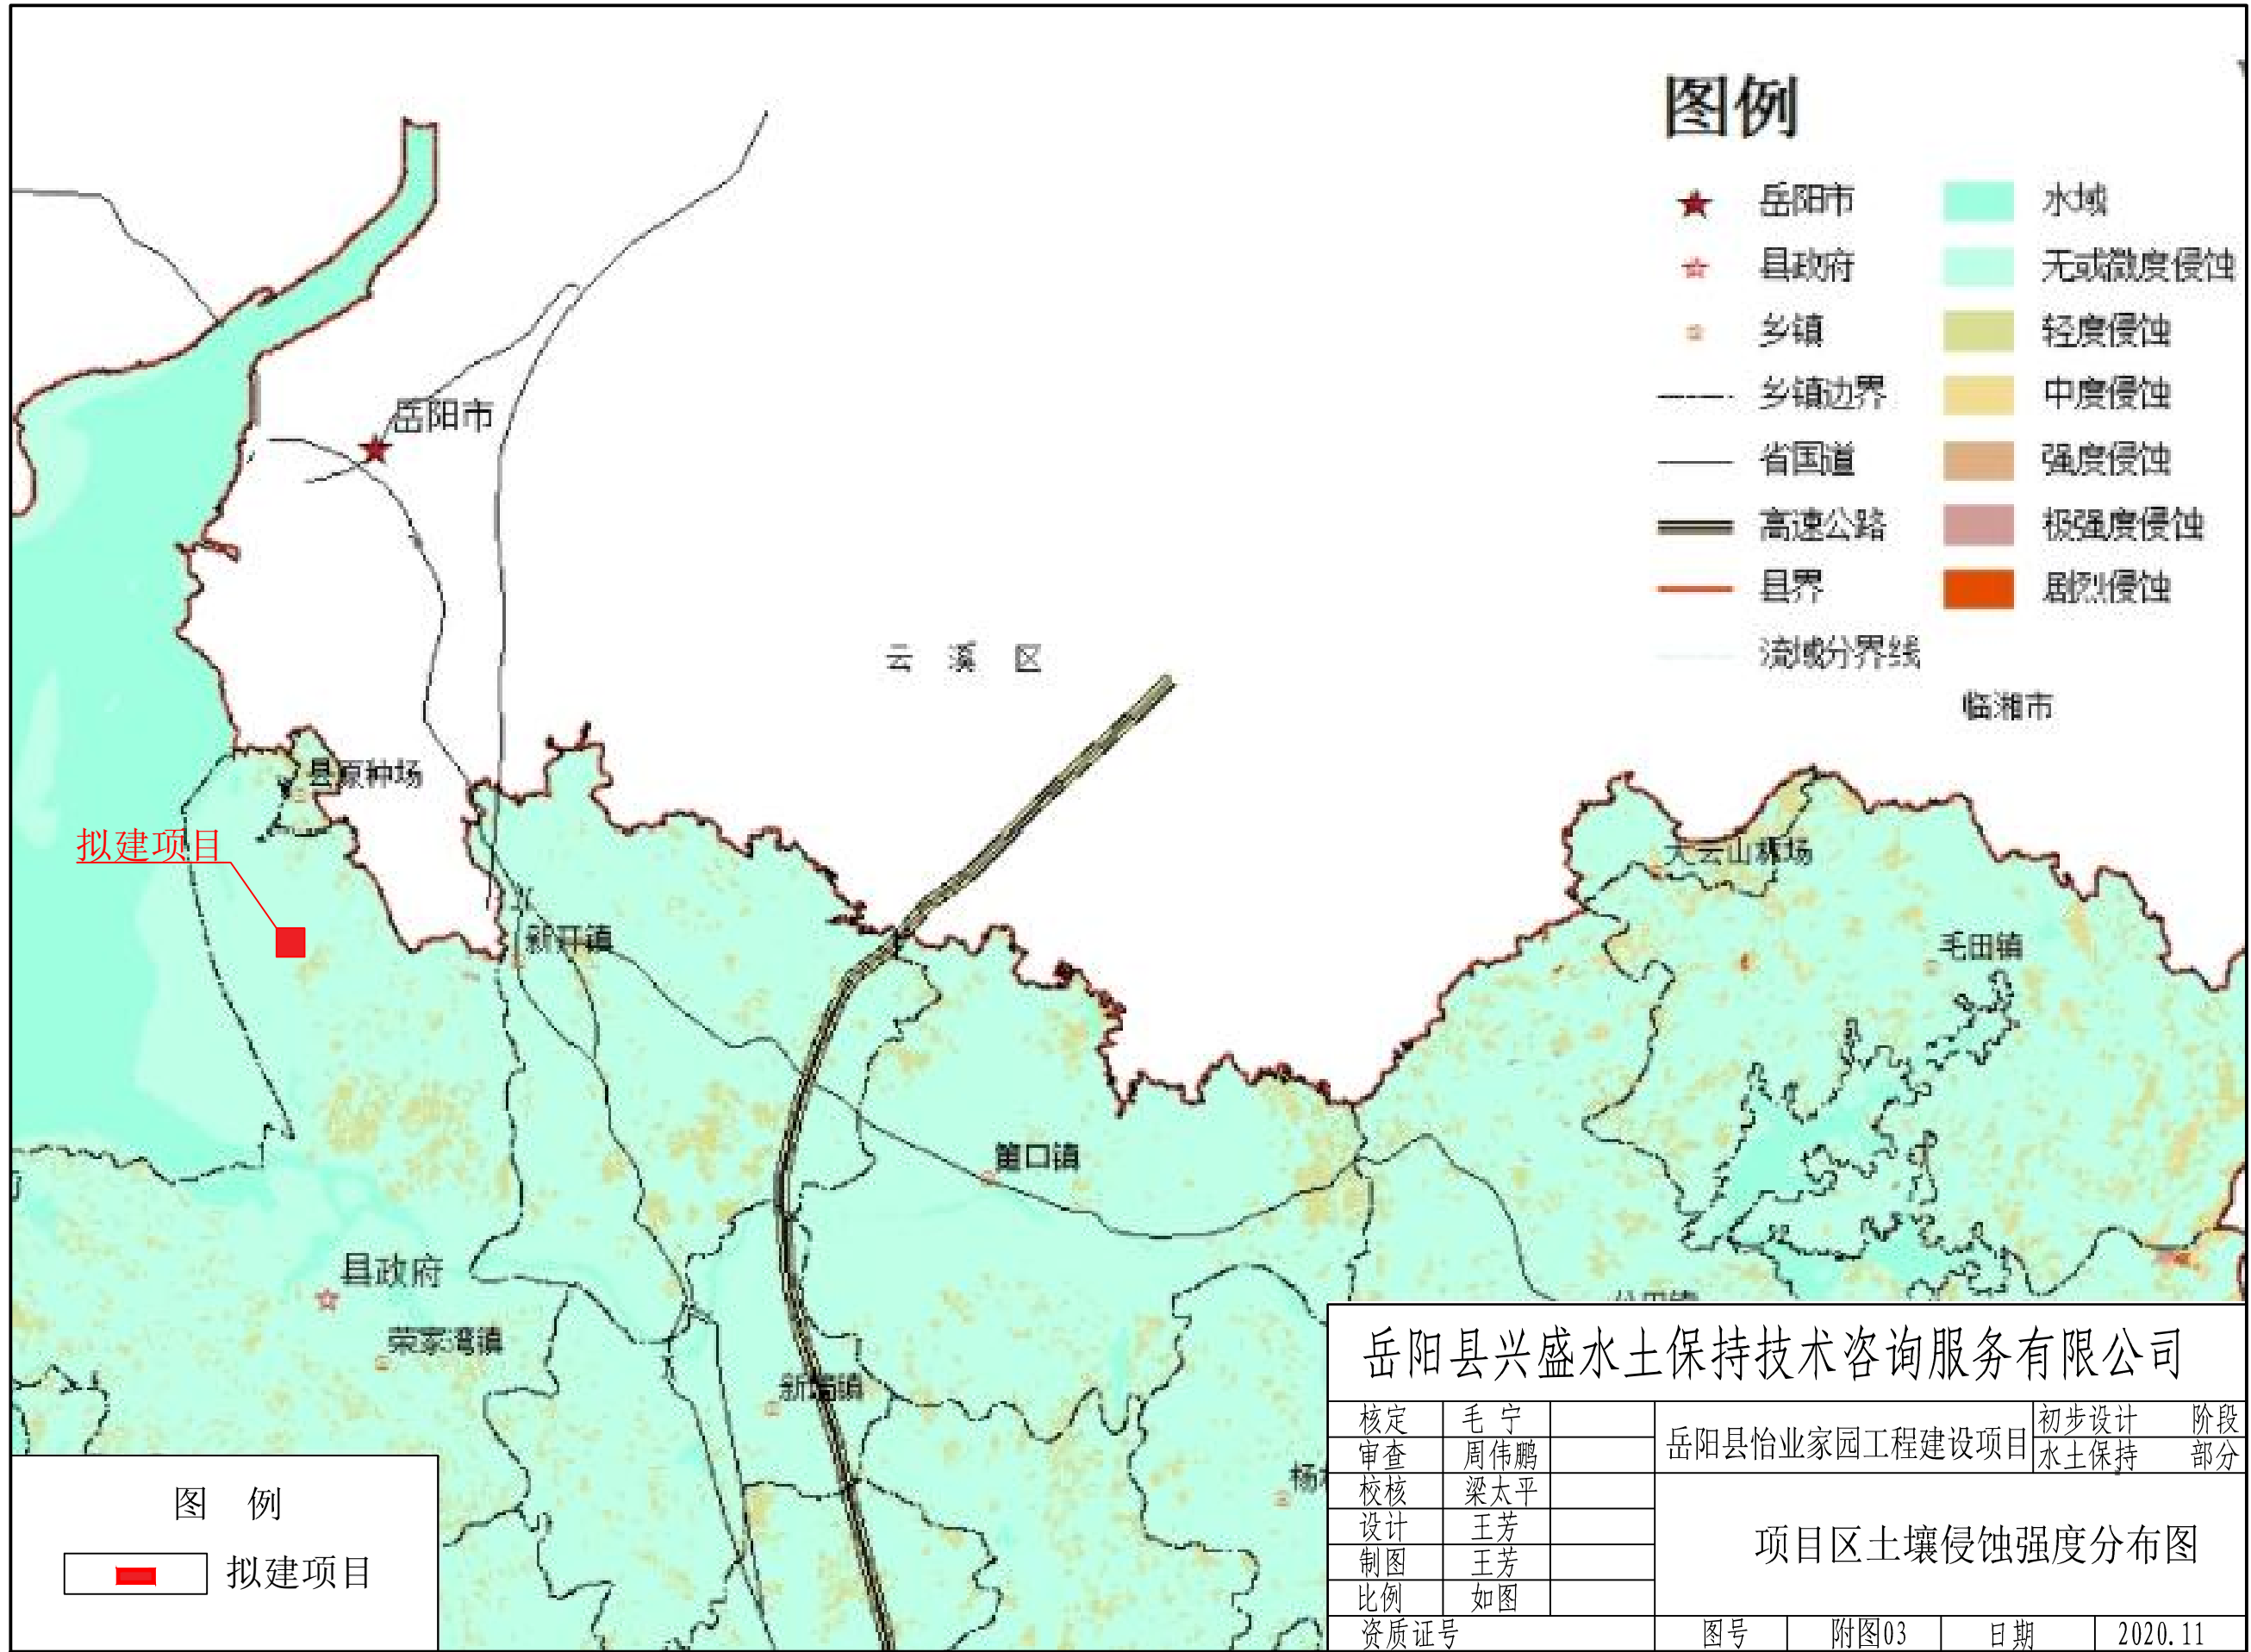 图例
岳阳市 水域
县政府 无或微度侵蚀
乡镇 轻度侵蚀
乡镇边界 中度侵蚀
省国道 强度侵蚀
高速公路 极强度侵蚀
县界 剧烈侵蚀
流域分界线
临湘市
岳阳市
云溪区
县原种场
拟建项目
大云山林场
新开镇
毛田镇
筻口镇
县政府
荣家湾镇
新墙镇
杨
岳阳县兴盛水土保持技术咨询服务有限公司
核定 毛宁
审查 周伟鹏
校核 梁太平
设计 王芳
制图 王芳
比例 如图
资质证号
岳阳县怡业家园工程建设项目
初步设计 阶段
水土保持 部分
项目区土壤侵蚀强度分布图
图号 附图03 日期 2020.11
图例
拟建项目